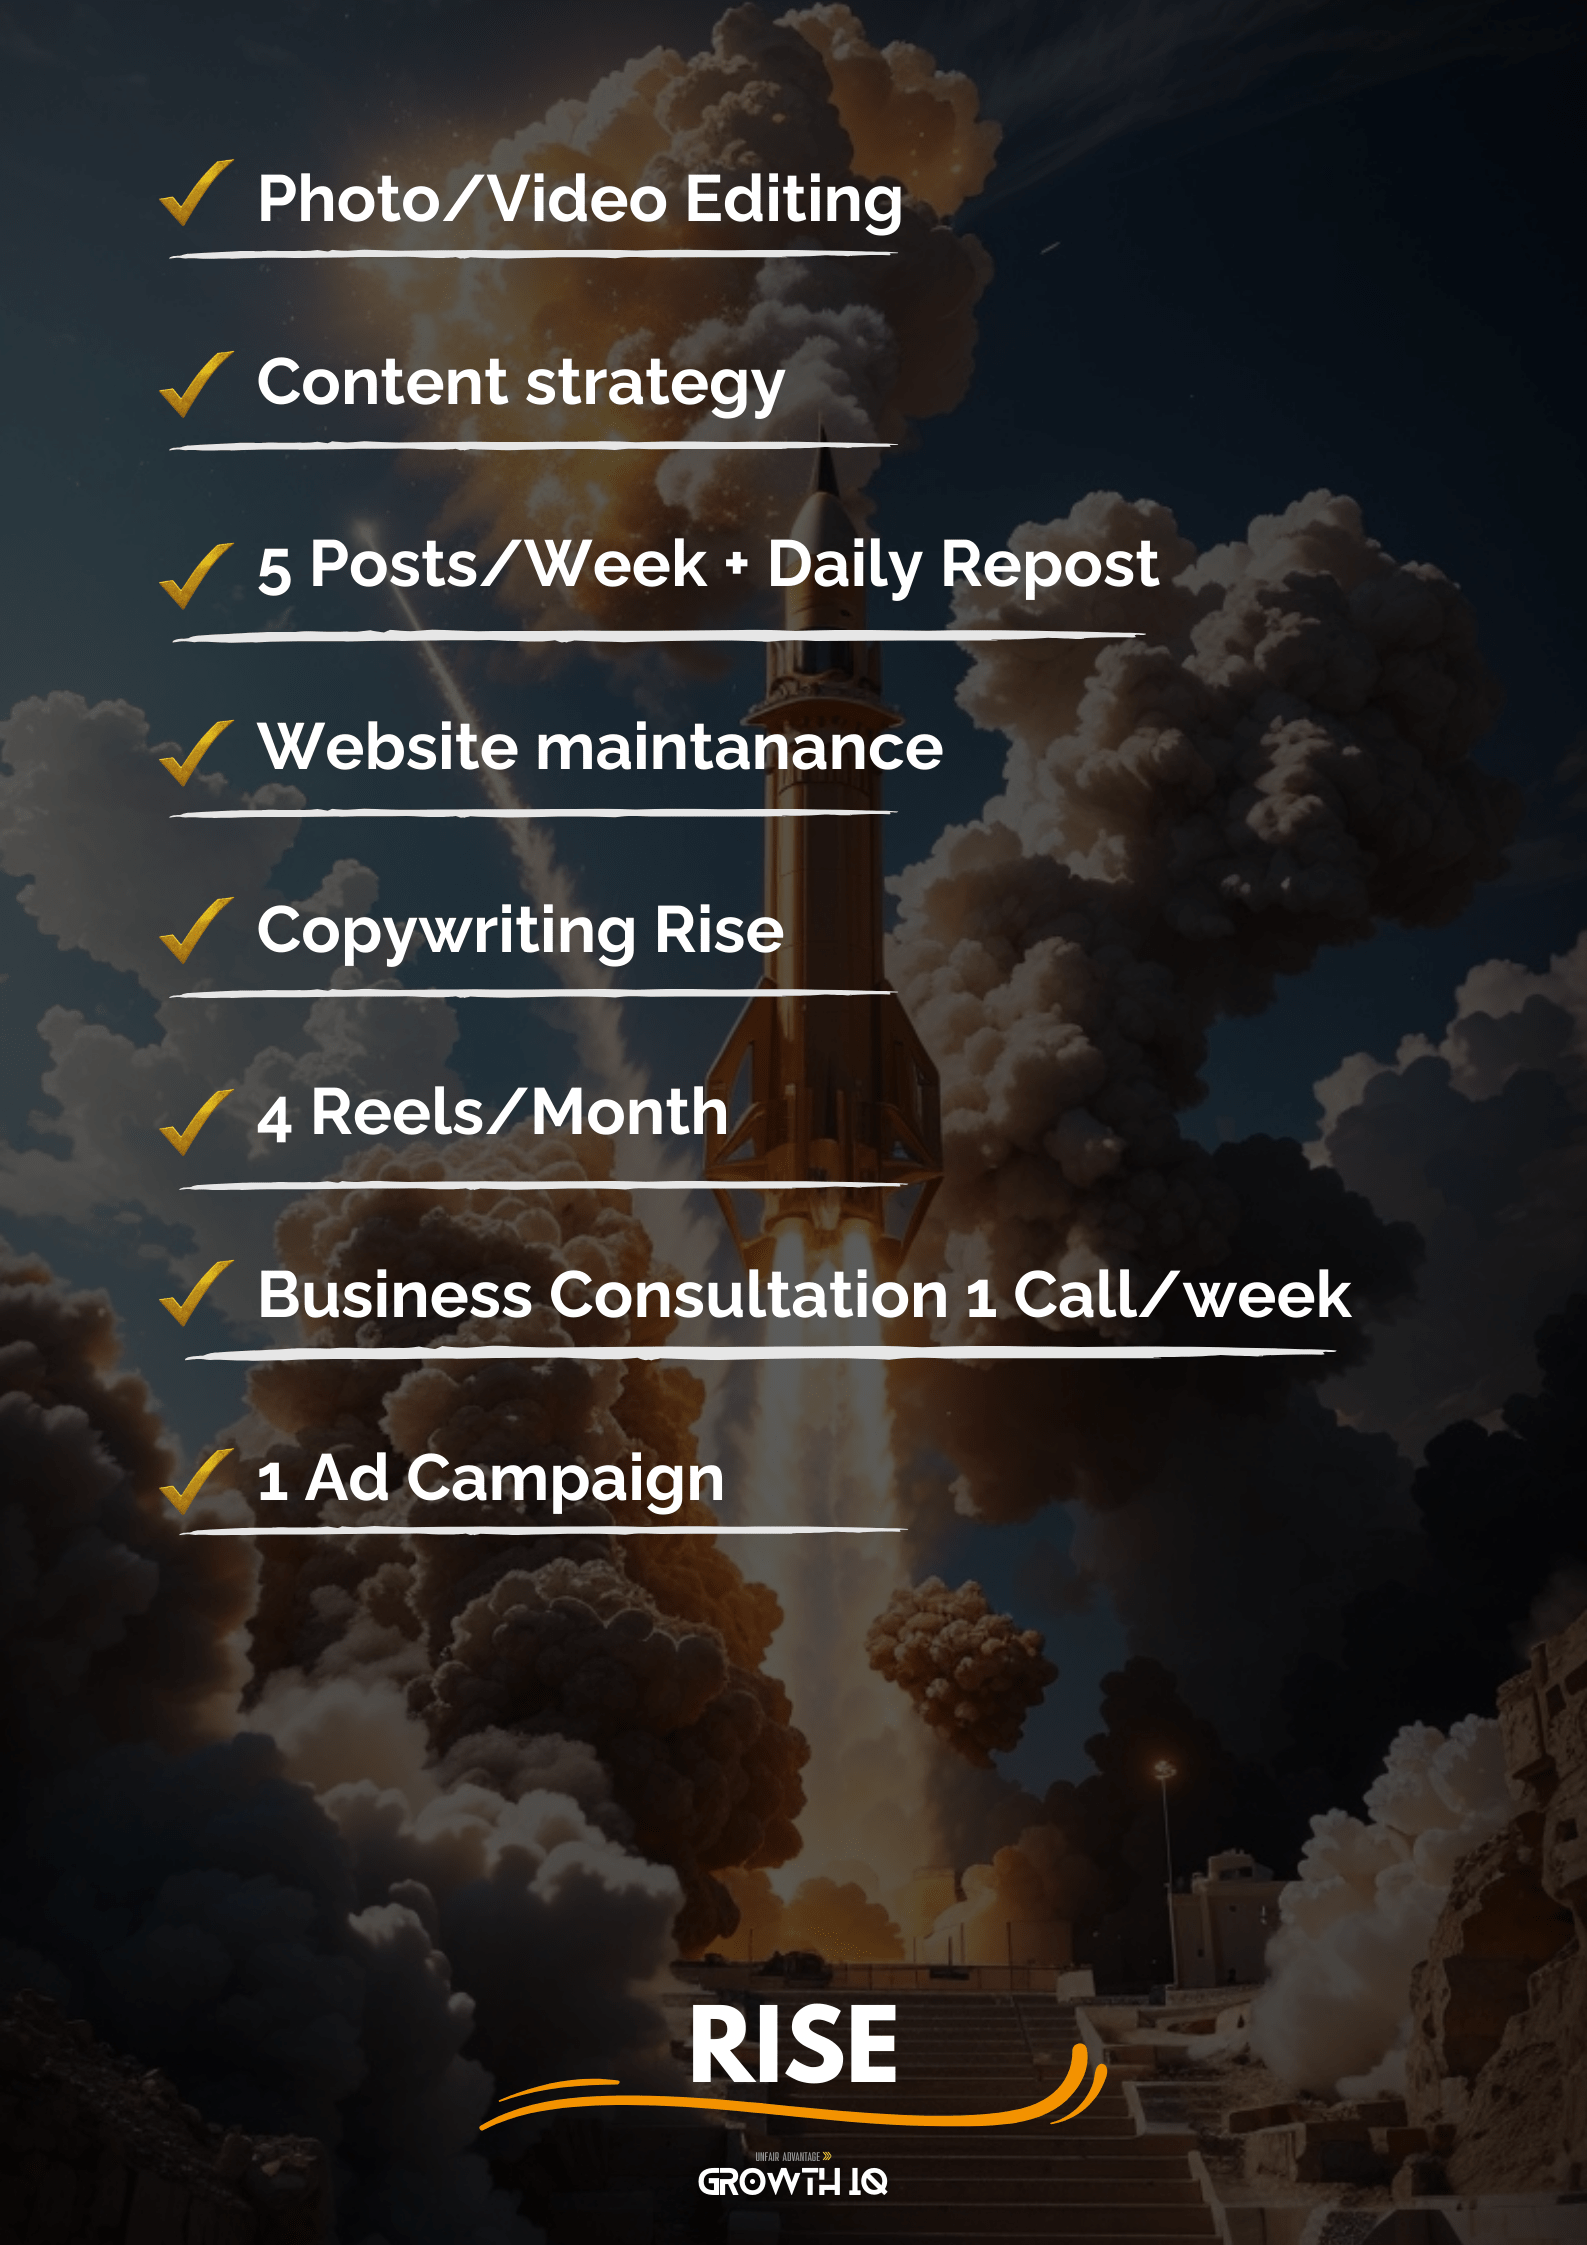 Photo/Video Editing
Content strategy
5 Posts/Week + Daily Repost
Website maintanance
Copywriting Rise
4 Reels/Month
Business Consultation 1 Call/week
1 Ad Campaign
RISE
UNFAIR ADVANTAGE
GROWTH IQ